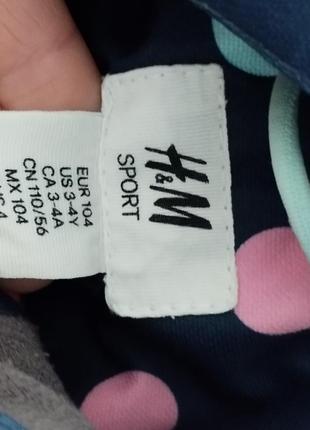 H&M
SPORT
EUR 104
US 3-4Y
CA 3-4A
CN 110/56
MX 104